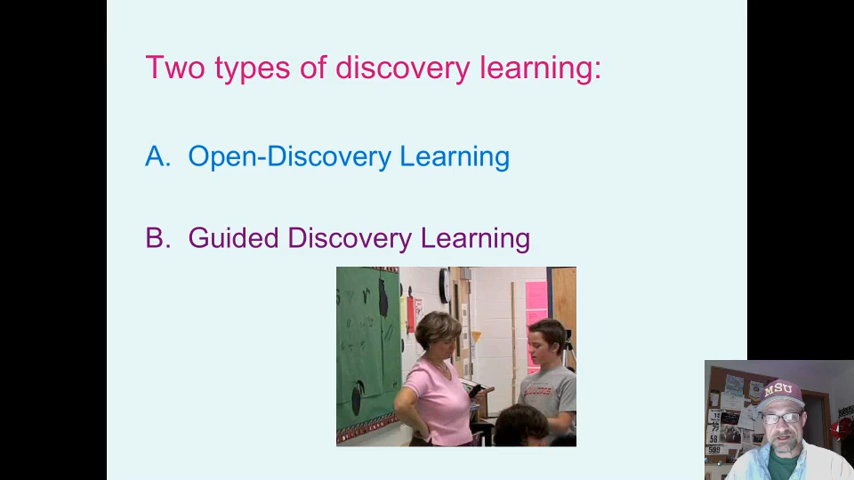 Two types of discovery learning:
A. Open-Discovery Learning
B. Guided Discovery Learning
MSU